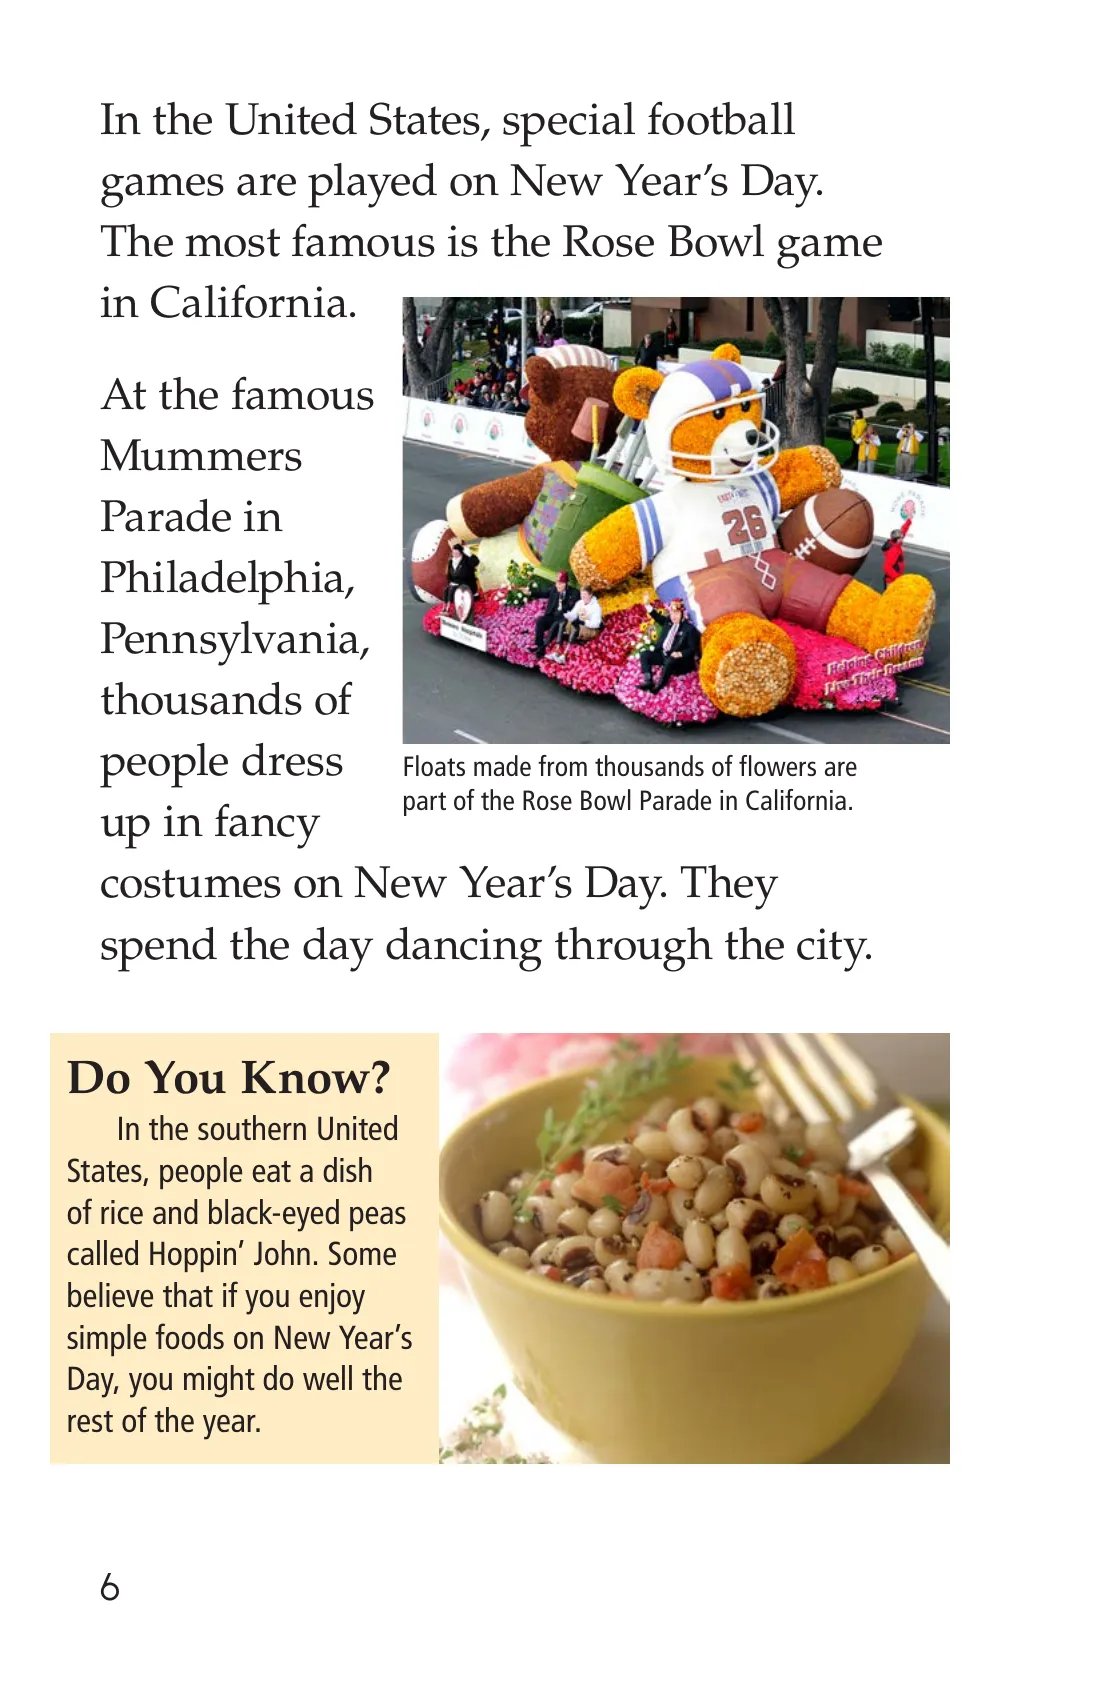 In the United States, special football
games are played on New Year’s Day.
The most famous is the Rose Bowl game
in California.
At the famous
Mummers
Parade in
Philadelphia,
Pennsylvania,
thousands of
people dress
up in fancy
costumes on New Year’s Day. They
spend the day dancing through the city.
26
Helping Children
Live Their Dreams
Floats made from thousands of flowers are
part of the Rose Bowl Parade in California.
Do You Know?
In the southern United
States, people eat a dish
of rice and black-eyed peas
called Hoppin’ John. Some
believe that if you enjoy
simple foods on New Year’s
Day, you might do well the
rest of the year.
6